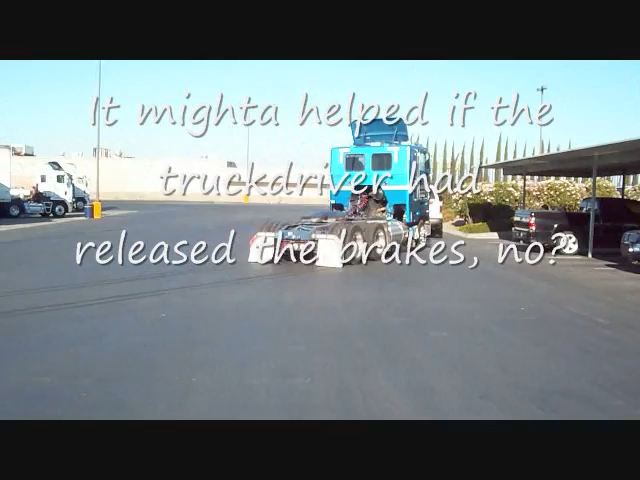 It mighta helped if the
truckdriver had
released the brakes, no?